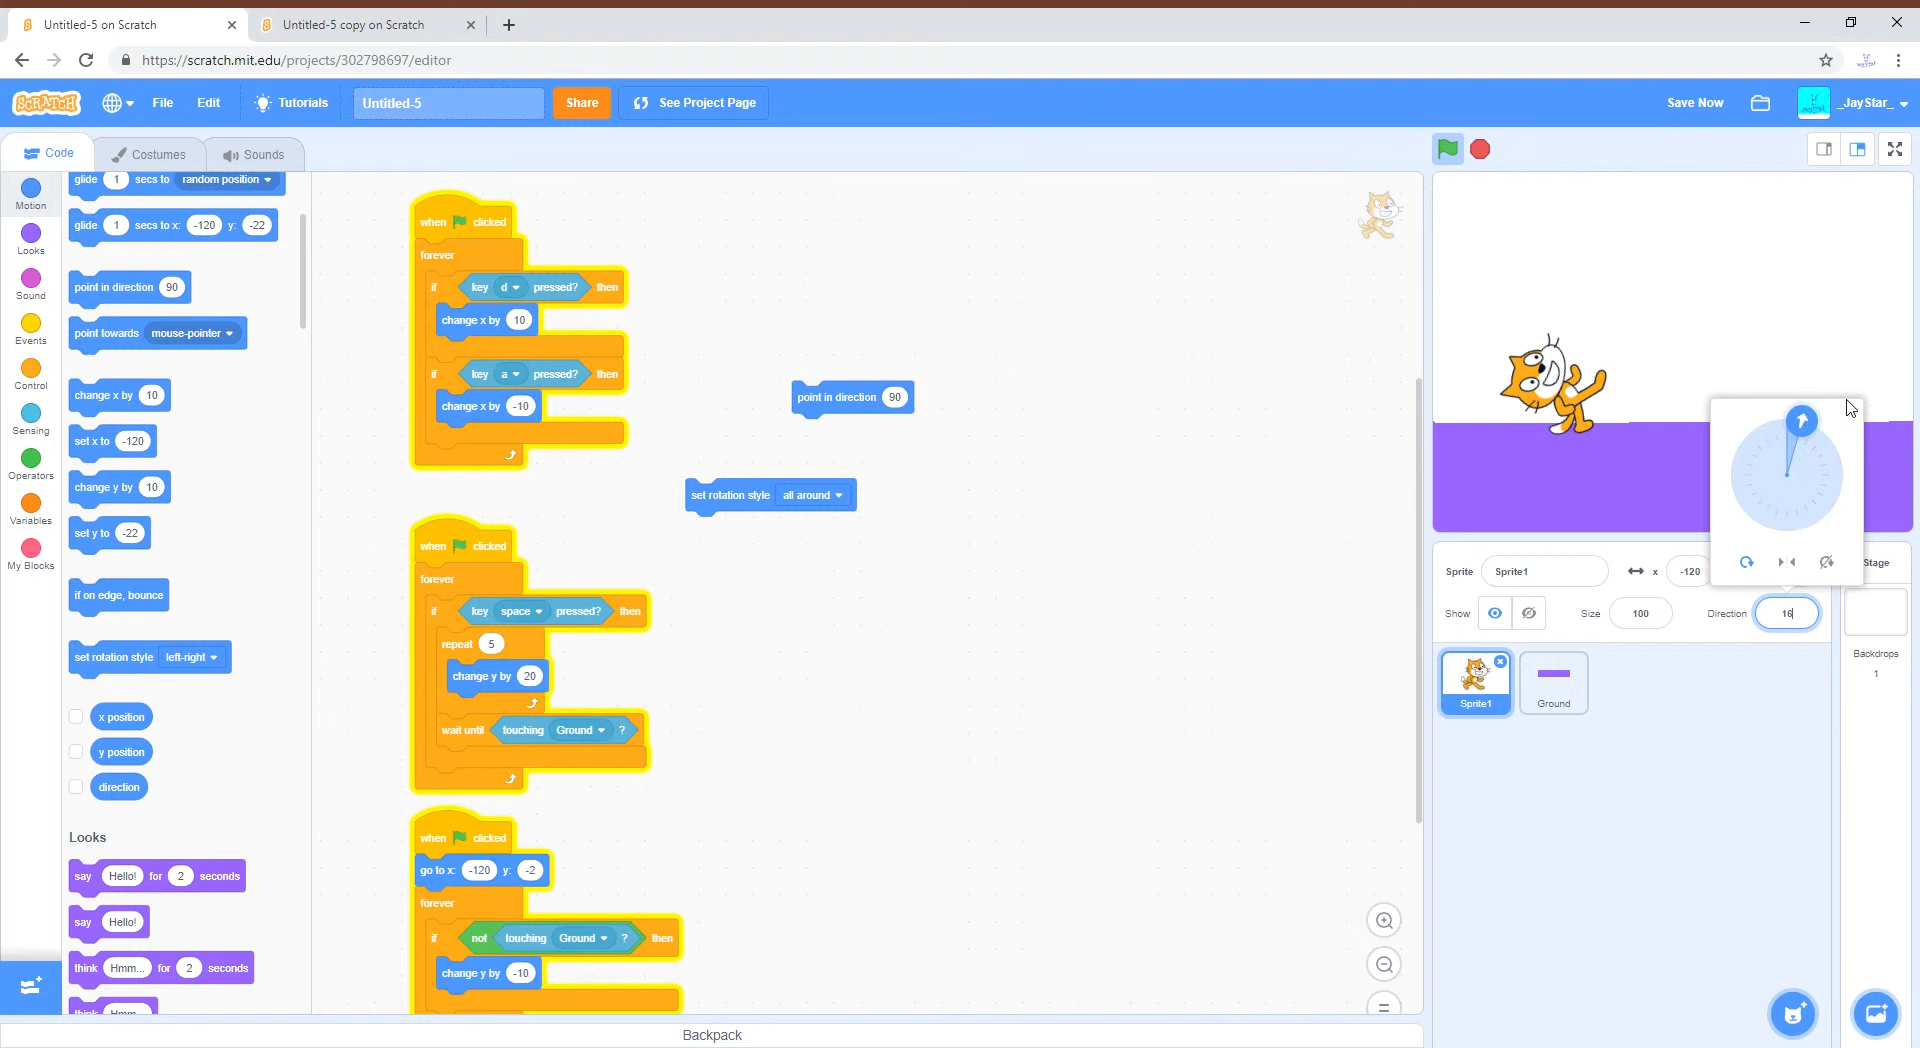 Untitled-5 on Scratch
Untitled-5 copy on Scratch
https://scratch.mit.edu/projects/302798697/editor
SCRATCH
File
Edit
Tutorials
Untitled-5
Share
See Project Page
Save Now
_JayStar_
Code
Costumes
Sounds
Motion
Looks
Sound
Events
Control
Sensing
Operators
Variables
My Blocks
glide 1 secs to random position
glide 1 secs to x: -120 y: -22
point in direction 90
point towards mouse-pointer
change x by 10
set x to -120
change y by 10
set y to -22
if on edge, bounce
set rotation style left-right
x position
y position
direction
Looks
say Hello! for 2 seconds
say Hello!
think Hmm... for 2 seconds
think Hmm...
when clicked
forever
if key d pressed? then
change x by 10
if key a pressed? then
change x by -10
point in direction 90
set rotation style all around
when clicked
forever
if key space pressed? then
repeat 5
change y by 20
wait until touching Ground ?
when clicked
go to x: -120 y: -2
forever
if not touching Ground ? then
change y by -10
Backpack
Sprite Sprite1 x -120
Show Size 100 Direction 16
Sprite1
Ground
Stage
Backdrops
1